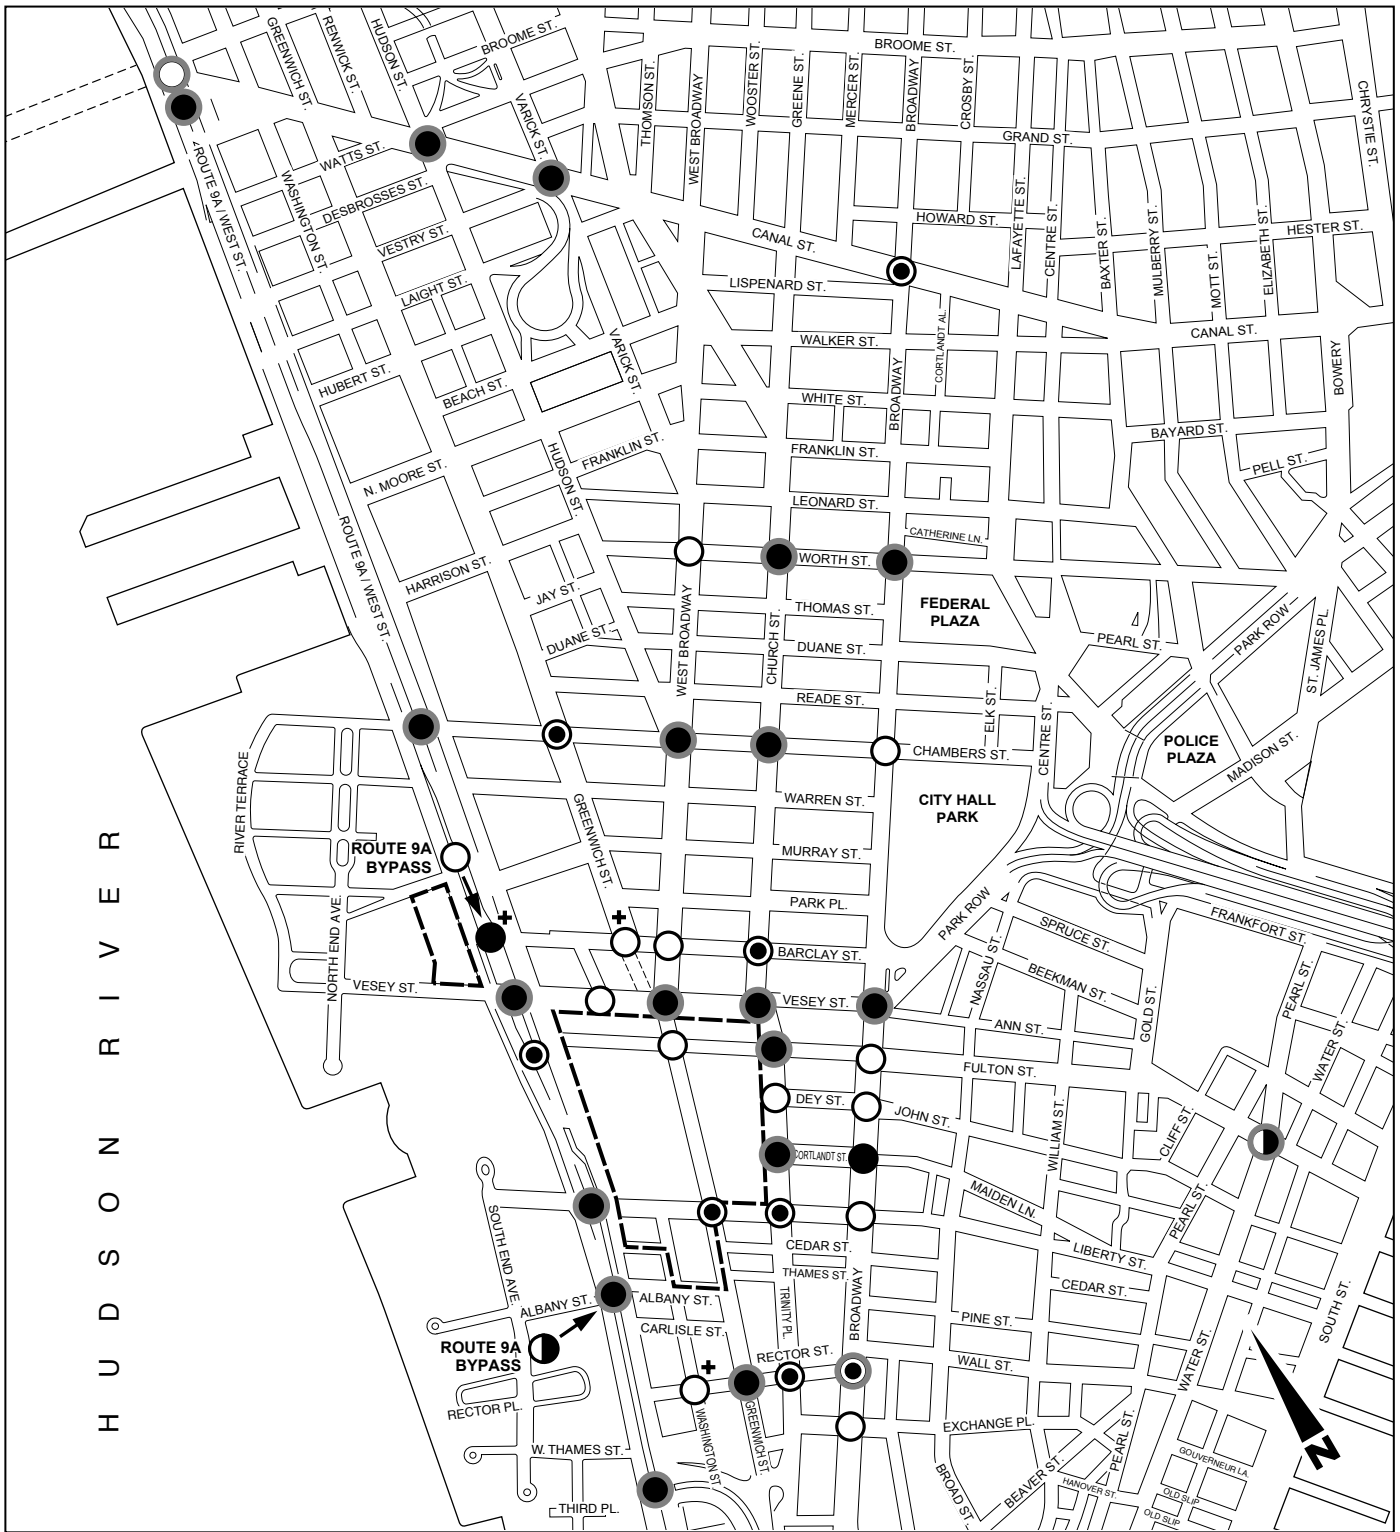 GREENWICH ST.
RENWICK ST.
HUDSON ST.
BROOME ST.
VARICK ST.
THOMSON ST.
WEST BROADWAY
WOOSTER ST.
GREENE ST.
MERCER ST.
BROADWAY
CROSBY ST.
BROOME ST.
CHRYSTIE ST.
GRAND ST.
WATTS ST.
DESBROSSES ST.
VESTRY ST.
LAIGHT ST.
ROUTE 9A / WEST ST.
WASHINGTON ST.
CANAL ST.
HOWARD ST.
LAFAYETTE ST.
CENTRE ST.
BAXTER ST.
MULBERRY ST.
MOTT ST.
ELIZABETH ST.
HESTER ST.
LISPENARD ST.
WALKER ST.
CORTLANDT AL.
CANAL ST.
BOWERY
HUBERT ST.
BEACH ST.
VARICK ST.
WHITE ST.
BROADWAY
BAYARD ST.
PELL ST.
N. MOORE ST.
HUDSON ST.
FRANKLIN ST.
FRANKLIN ST.
LEONARD ST.
CATHERINE LN.
WORTH ST.
ROUTE 9A / WEST ST.
HARRISON ST.
JAY ST.
DUANE ST.
WEST BROADWAY
CHURCH ST.
THOMAS ST.
DUANE ST.
FEDERAL
PLAZA
PEARL ST.
PARK ROW
ST. JAMES PL.
READE ST.
ELK ST.
CENTRE ST.
CHAMBERS ST.
POLICE
PLAZA
MADISON ST.
RIVER TERRACE
GREENWICH ST.
WARREN ST.
CITY HALL
PARK
MURRAY ST.
ROUTE 9A
BYPASS
PARK PL.
PARK ROW
NORTH END AVE.
BARCLAY ST.
SPRUCE ST.
FRANKFORT ST.
BEEKMAN ST.
NASSAU ST.
VESEY ST.
VESEY ST.
GOLD ST.
PEARL ST.
ANN ST.
WATER ST.
FULTON ST.
DEY ST.
JOHN ST.
WILLIAM ST.
CLIFF ST.
CORTLANDT ST.
MAIDEN LN.
PEARL ST.
LIBERTY ST.
SOUTH END AVE.
CEDAR ST.
THAMES ST.
CEDAR ST.
TRINITY PL.
BROADWAY
SOUTH ST.
ALBANY ST.
ALBANY ST.
CARLISLE ST.
PINE ST.
ROUTE 9A
BYPASS
RECTOR ST.
WALL ST.
WATER ST.
RECTOR PL.
WASHINGTON ST
GREENWICH ST.
EXCHANGE PL.
PEARL ST.
N
W. THAMES ST.
BROAD ST.
BEAVER ST.
GOUVERNEUR LA.
HANOVER ST.
OLD SLIP
OLD SLIP
THIRD PL.
HUDSON RIVER